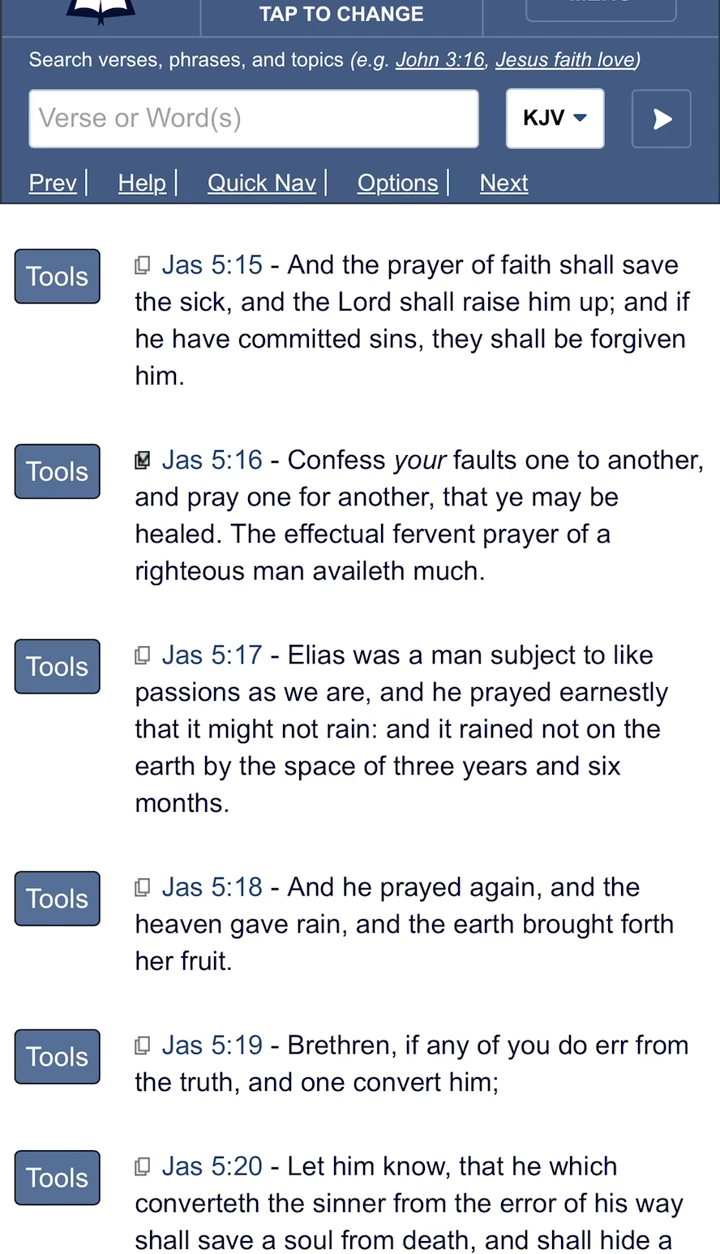 TAP TO CHANGE
Search verses, phrases, and topics (e.g. John 3:16, Jesus faith love)
Verse or Word(s)
KJV
Prev | Help | Quick Nav | Options | Next
Tools
Jas 5:15 - And the prayer of faith shall save
the sick, and the Lord shall raise him up; and if
he have committed sins, they shall be forgiven
him.
Tools
Jas 5:16 - Confess your faults one to another,
and pray one for another, that ye may be
healed. The effectual fervent prayer of a
righteous man availeth much.
Tools
Jas 5:17 - Elias was a man subject to like
passions as we are, and he prayed earnestly
that it might not rain: and it rained not on the
earth by the space of three years and six
months.
Tools
Jas 5:18 - And he prayed again, and the
heaven gave rain, and the earth brought forth
her fruit.
Tools
Jas 5:19 - Brethren, if any of you do err from
the truth, and one convert him;
Tools
Jas 5:20 - Let him know, that he which
converteth the sinner from the error of his way
shall save a soul from death, and shall hide a